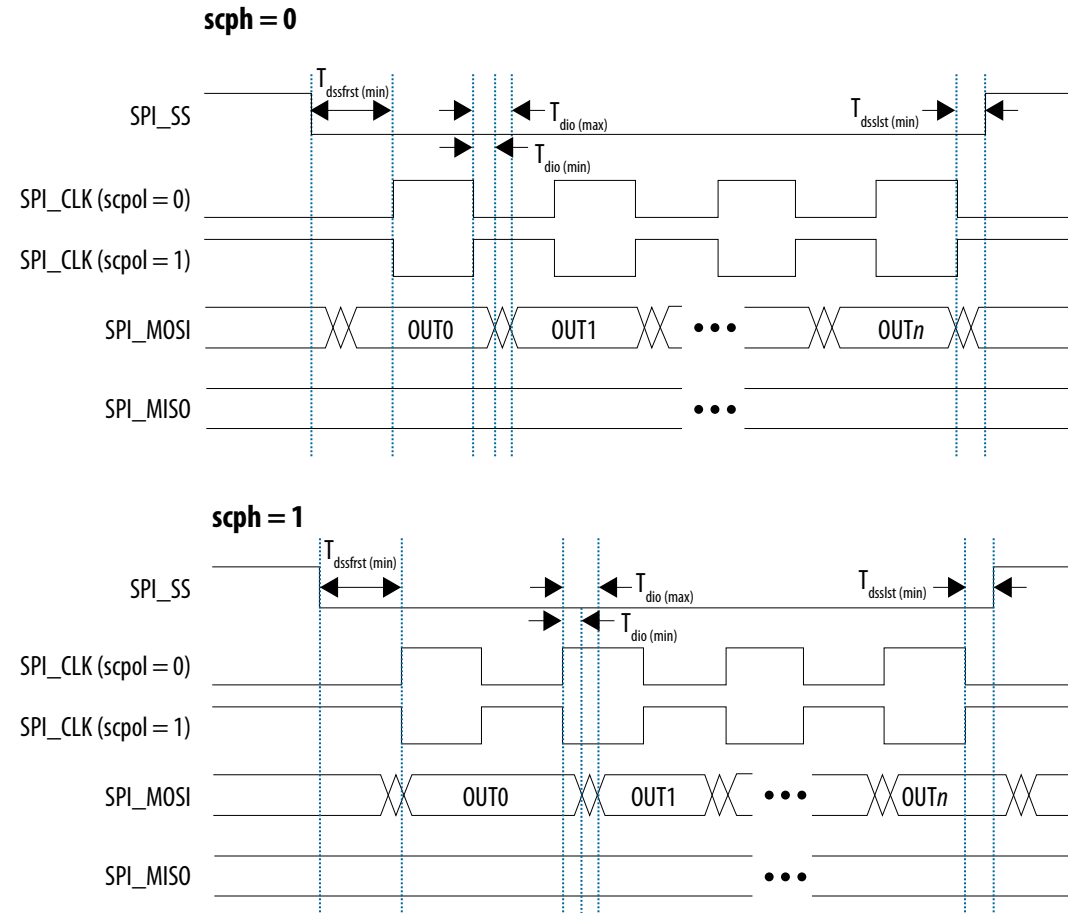 scph = 0
T dssfrst (min)
SPI_SS
T dio (max)
T dsslst (min)
T dio (min)
SPI_CLK (scpol = 0)
SPI_CLK (scpol = 1)
SPI_MOSI
OUT0
OUT1
•••
OUTn
SPI_MISO
•••
scph = 1
T dssfrst (min)
SPI_SS
T dio (max)
T dsslst (min)
T dio (min)
SPI_CLK (scpol = 0)
SPI_CLK (scpol = 1)
SPI_MOSI
OUT0
OUT1
•••
OUTn
SPI_MISO
•••